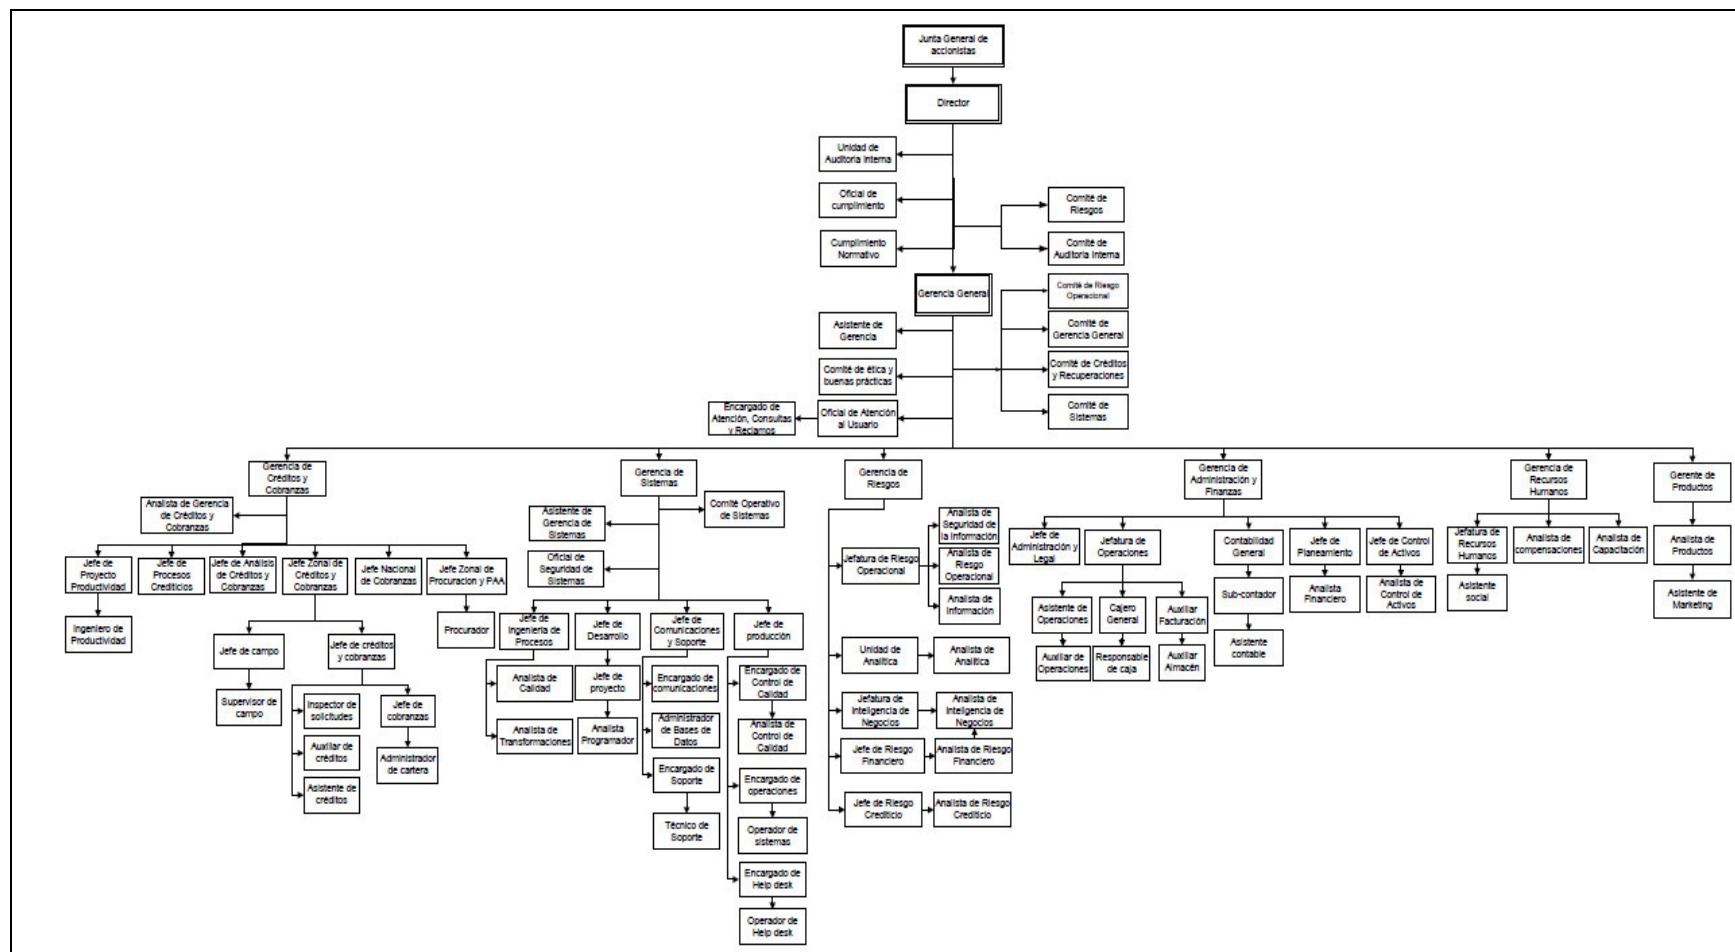 Junta General de
accionistas
Director
Unidad de
Auditoría Interna
Oficial de
cumplimiento
Comité de
Riesgos
Cumplimiento
Normativo
Comité de
Auditoría Interna
Gerencia General
Comité de Riesgo
Operacional
Asistente de
Gerencia
Comité de
Gerencia General
Comité de ética y
buenas prácticas
Comité de Créditos
y Recuperaciones
Encargado de
Atención, Consultas
y Reclamos
Oficial de Atención
al Usuario
Comité de
Sistemas
Gerencia de
Créditos y
Cobranzas
Gerencia de
Sistemas
Gerencia de
Riesgos
Gerencia de
Administración y
Finanzas
Gerencia de
Recursos
Humanos
Gerente de
Productos
Analista de Gerencia
de Créditos y
Cobranzas
Asistente de
Gerencia de
Sistemas
Comité Operativo
de Sistemas
Oficial de
Seguridad de
Sistemas
Jefe de
Proyecto
Productividad
Jefe de
Procesos
Crediticios
Jefe de Análisis
de Créditos y
Cobranzas
Jefe Zonal de
Créditos y
Cobranzas
Jefe Nacional
de Cobranzas
Jefe Zonal de
Procuracion y PAA
Ingeniero de
Productividad
Procurador
Jefe de campo
Jefe de créditos
y cobranzas
Supervisor de
campo
Inspector de
solicitudes
Jefe de
cobranzas
Auxiliar de
créditos
Administrador
de cartera
Asistente de
créditos
Jefe de
Ingeniería de
Procesos
Jefe de
Desarrollo
Jefe de
Comunicaciones
y Soporte
Jefe de
producción
Analista de
Calidad
Jefe de
proyecto
Encargado de
comunicaciones
Encargado de
Control de
Calidad
Analista de
Transformaciones
Analista
Programador
Administrador
de Bases de
Datos
Analista de
Control de
Calidad
Encargado de
Soporte
Encargado de
operaciones
Técnico de
Soporte
Operador de
sistemas
Encargado de
Help desk
Operador de
Help desk
Jefatura de Riesgo
Operacional
Analista de
Seguridad de
la Información
Analista de
Riesgo
Operacional
Analista de
Información
Unidad de
Analítica
Analista de
Analítica
Jefatura de
Inteligencia de
Negocios
Analista de
Inteligencia de
Negocios
Jefe de Riesgo
Financiero
Analista de Riesgo
Financiero
Jefe de Riesgo
Crediticio
Analista de Riesgo
Crediticio
Jefe de
Administración y
Legal
Jefatura de
Operaciones
Contabilidad
General
Jefe de
Planeamiento
Jefe de Control
de Activos
Asistente de
Operaciones
Cajero
General
Auxiliar
Facturación
Sub-contador
Analista
Financiero
Analista de
Control de
Activos
Auxiliar de
Operaciones
Responsable
de caja
Auxiliar
Almacén
Asistente
contable
Jefatura de
Recursos
Humanos
Analista de
compensaciones
Analista de
Capacitación
Asistente
social
Analista de
Productos
Asistente de
Marketing